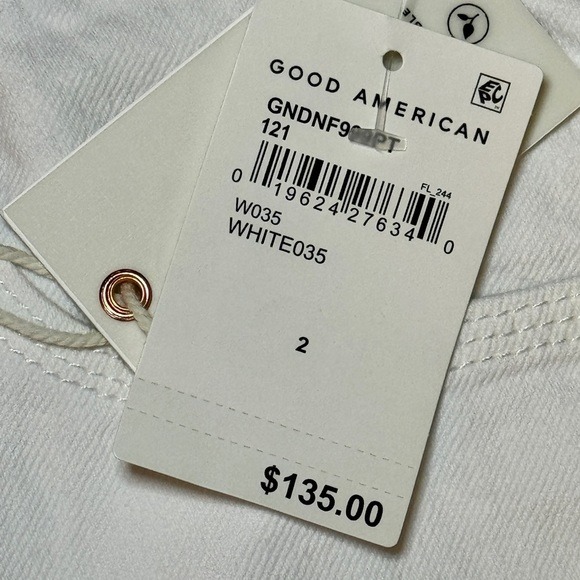 GOOD AMERICAN
121
FL_244
0 19624 27634 0
W035
WHITE035
2
$135.00